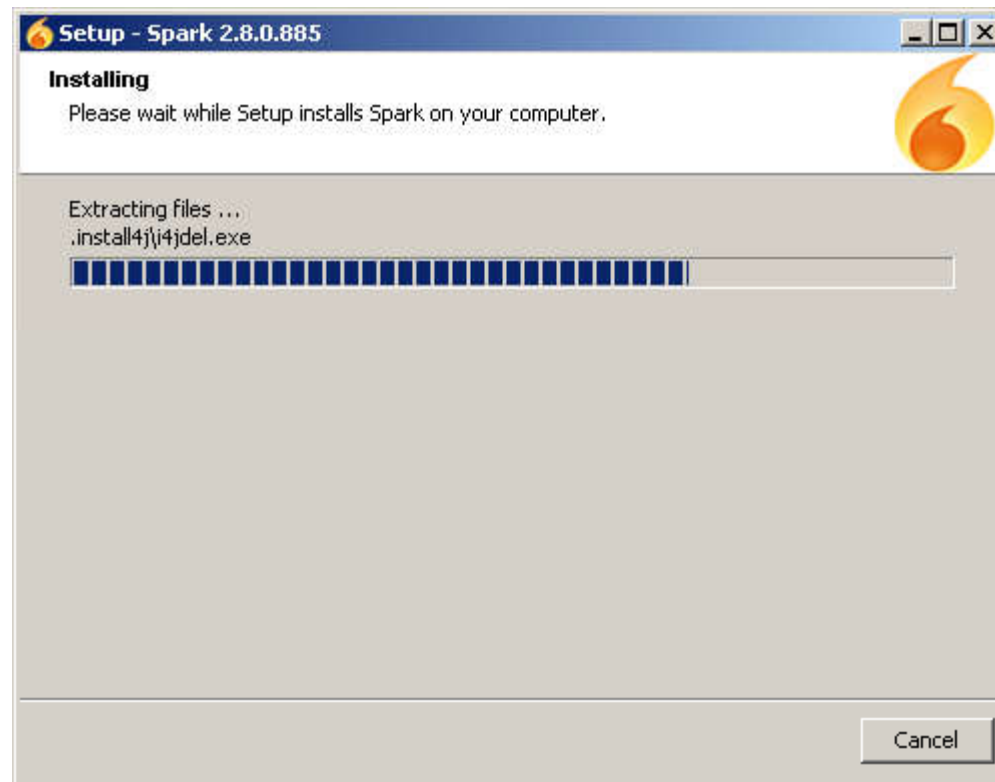 Setup - Spark 2.8.0.885
Installing
Please wait while Setup installs Spark on your computer.
Extracting files ...
.install4j\i4jdel.exe
Cancel